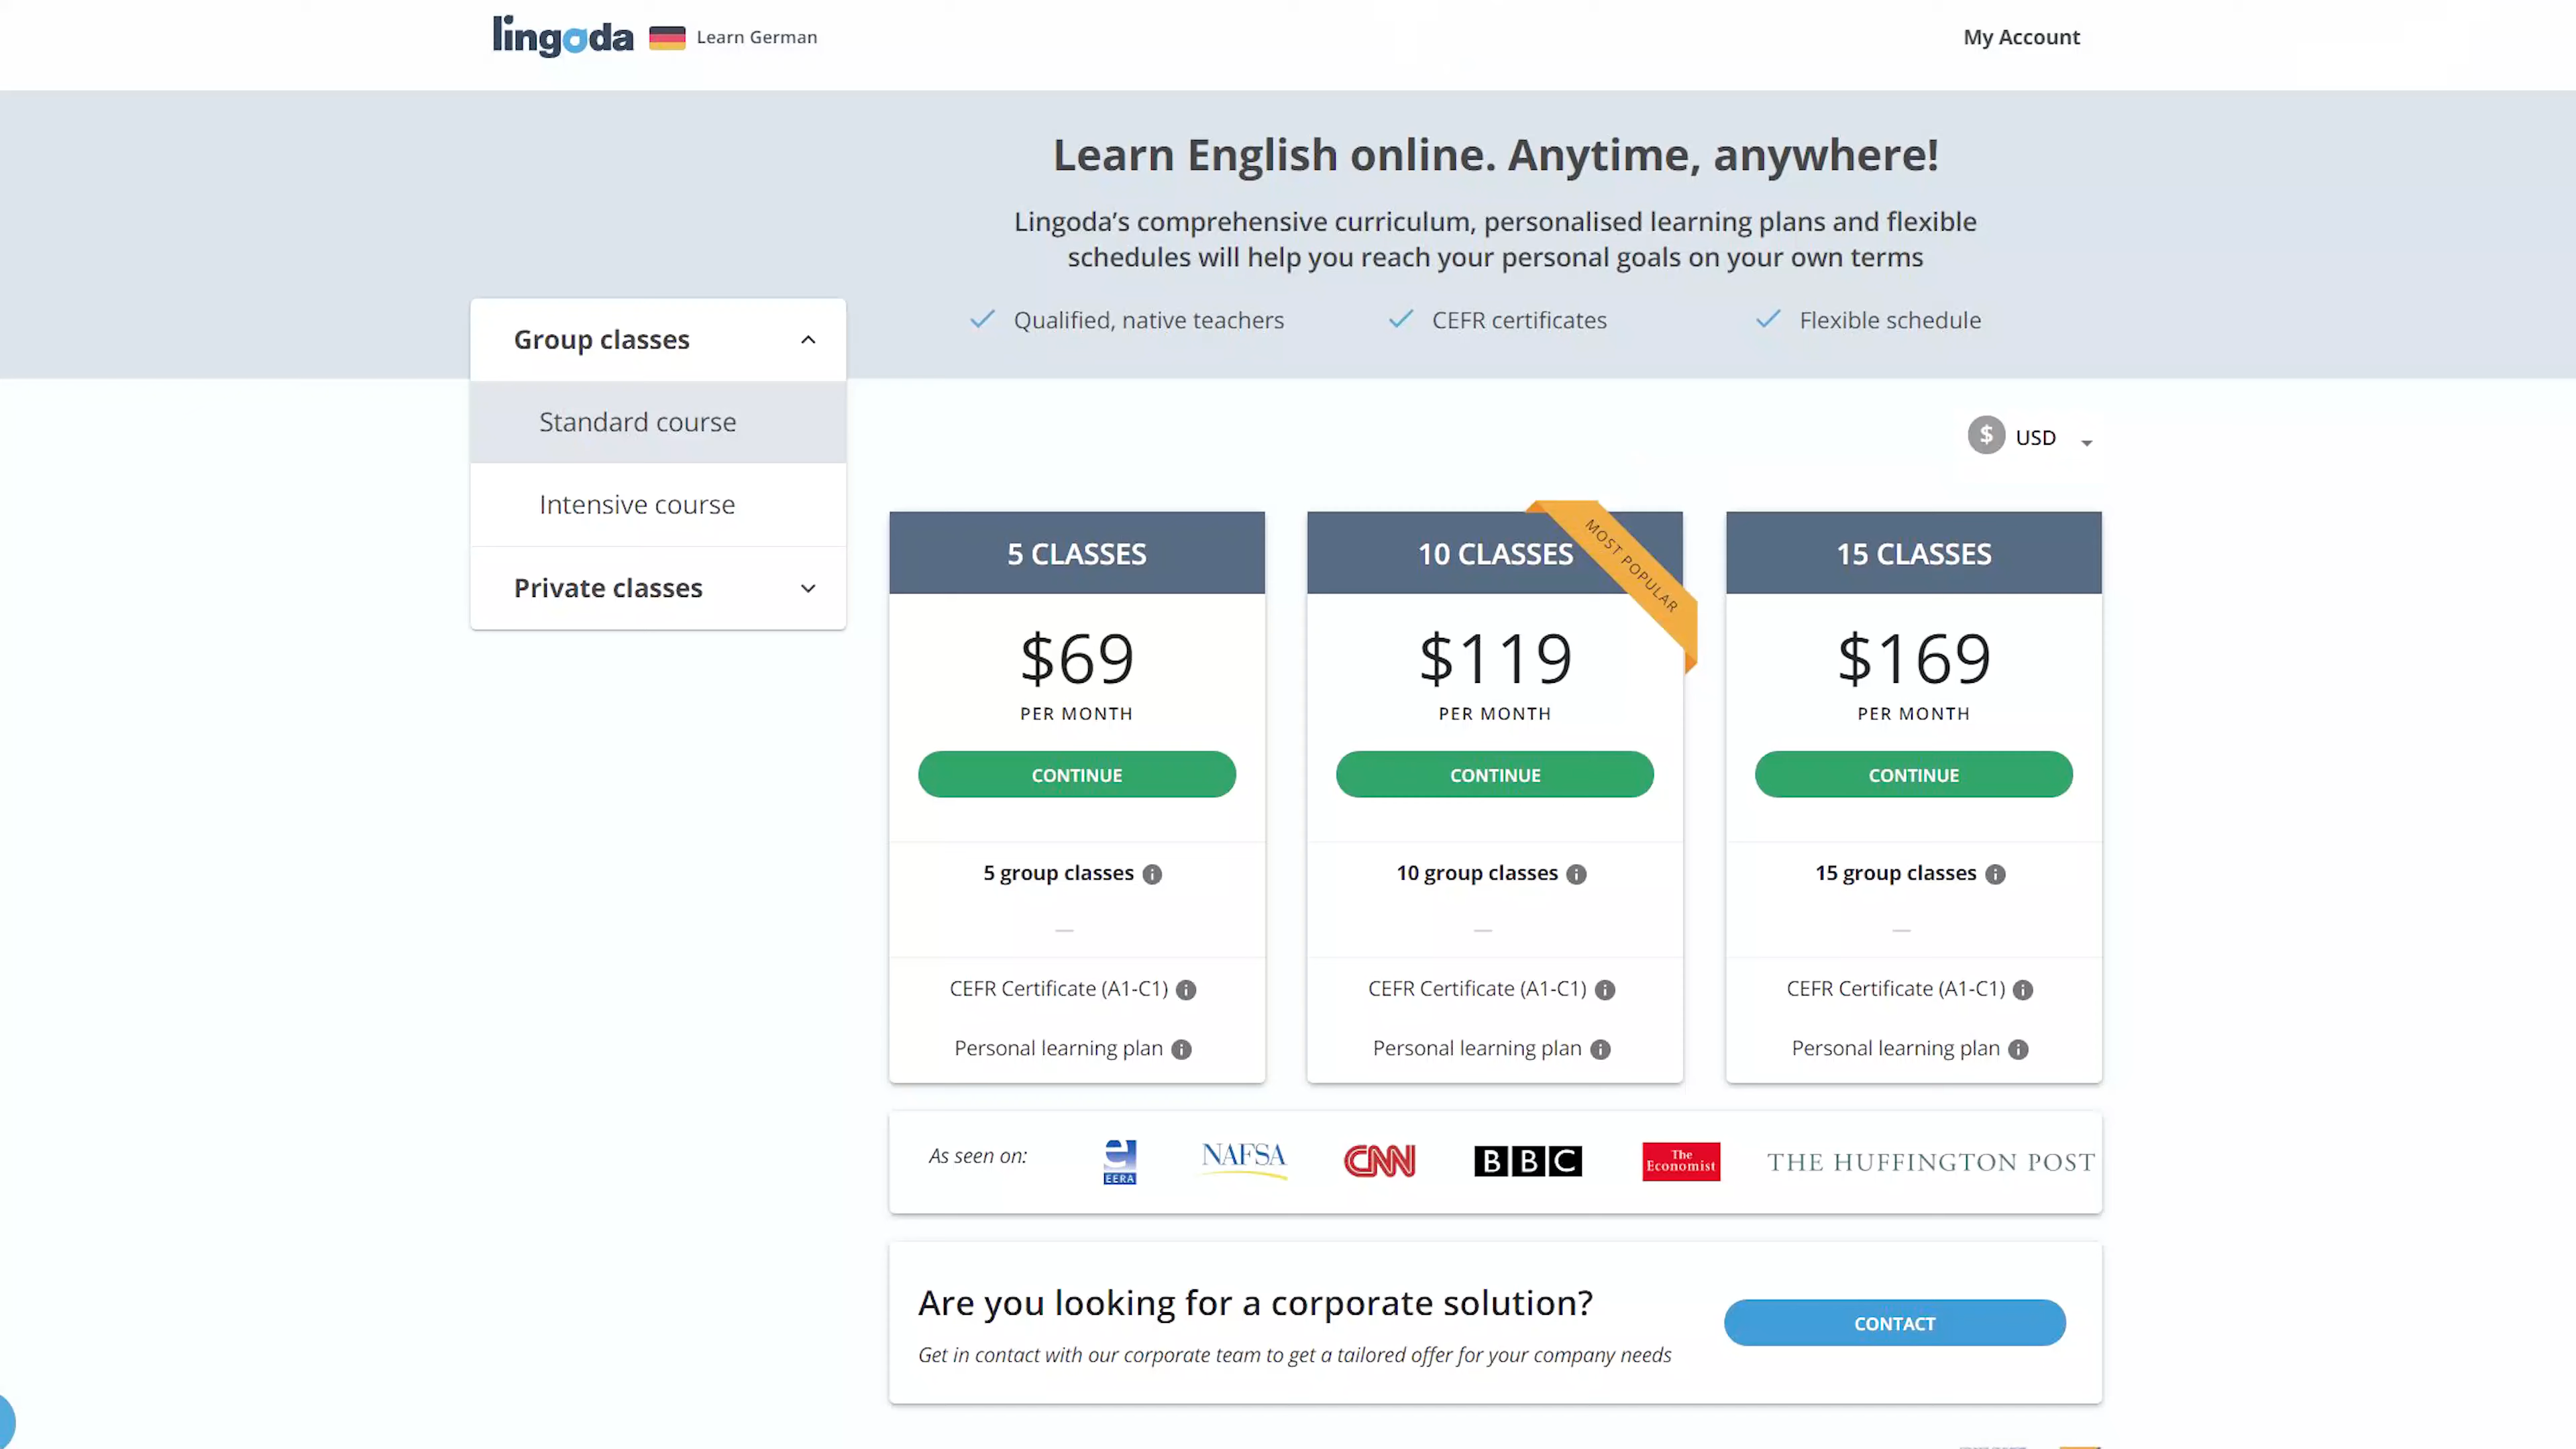 lingoda Learn German
My Account
Learn English online. Anytime, anywhere!
Lingoda's comprehensive curriculum, personalised learning plans and flexible
schedules will help you reach your personal goals on your own terms
Qualified, native teachers
CEFR certificates
Flexible schedule
Group classes
Standard course
Intensive course
Private classes
$ USD
5 CLASSES
$69
PER MONTH
CONTINUE
5 group classes
CEFR Certificate (A1-C1)
Personal learning plan
10 CLASSES
MOST POPULAR
$119
PER MONTH
CONTINUE
10 group classes
CEFR Certificate (A1-C1)
Personal learning plan
15 CLASSES
$169
PER MONTH
CONTINUE
15 group classes
CEFR Certificate (A1-C1)
Personal learning plan
As seen on:
e
EERA
NAFSA
CNN
BBC
The
Economist
THE HUFFINGTON POST
Are you looking for a corporate solution?
Get in contact with our corporate team to get a tailored offer for your company needs
CONTACT